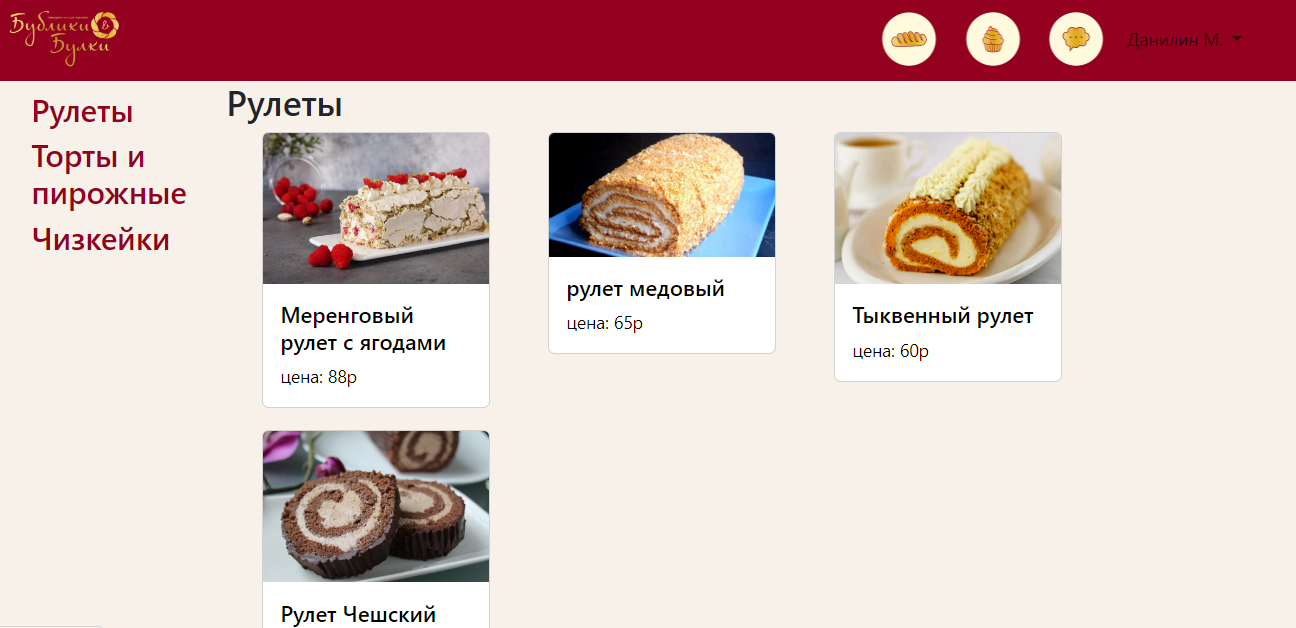 Бублики &
Булки
Данилин М.
Рулеты
Торты и
пирожные
Чизкейки
Рулеты
Меренговый
рулет с ягодами
цена: 88р
рулет медовый
цена: 65р
Тыквенный рулет
цена: 60р
Рулет Чешский